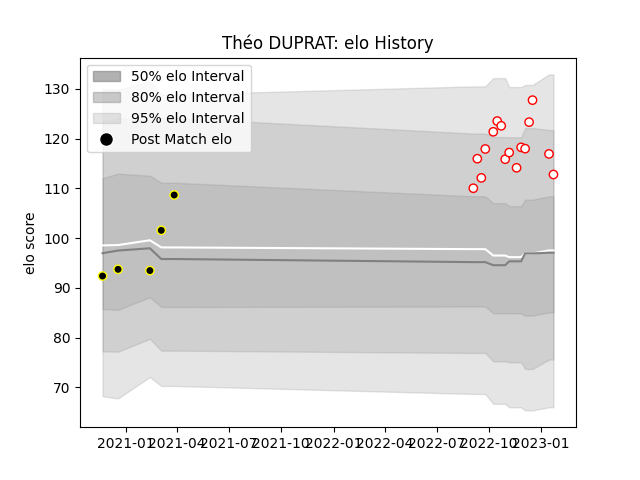 Théo DUPRAT: elo History
50% elo Interval
80% elo Interval
95% elo Interval
Post Match elo
elo score
130
120
110
100
90
80
70
2021-01 2021-04 2021-07 2021-10 2022-01 2022-04 2022-07 2022-10 2023-01